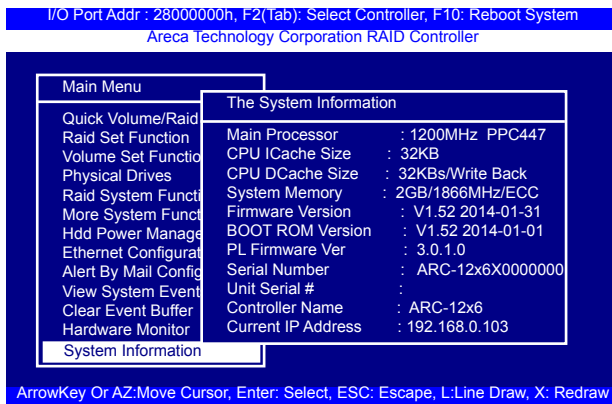 I/O Port Addr : 28000000h, F2(Tab): Select Controller, F10: Reboot System
Areca Technology Corporation RAID Controller
Main Menu
Quick Volume/Raid
Raid Set Function
Volume Set Functio
Physical Drives
Raid System Functi
More System Funct
Hdd Power Manage
Ethernet Configurat
Alert By Mail Config
View System Event
Clear Event Buffer
Hardware Monitor
System Information
The System Information
Main Processor : 1200MHz PPC447
CPU ICache Size : 32KB
CPU DCache Size : 32KBs/Write Back
System Memory : 2GB/1866MHz/ECC
Firmware Version : V1.52 2014-01-31
BOOT ROM Version : V1.52 2014-01-01
PL Firmware Ver : 3.0.1.0
Serial Number : ARC-12x6X0000000
Unit Serial # :
Controller Name : ARC-12x6
Current IP Address : 192.168.0.103
ArrowKey Or AZ:Move Cursor, Enter: Select, ESC: Escape, L:Line Draw, X: Redraw